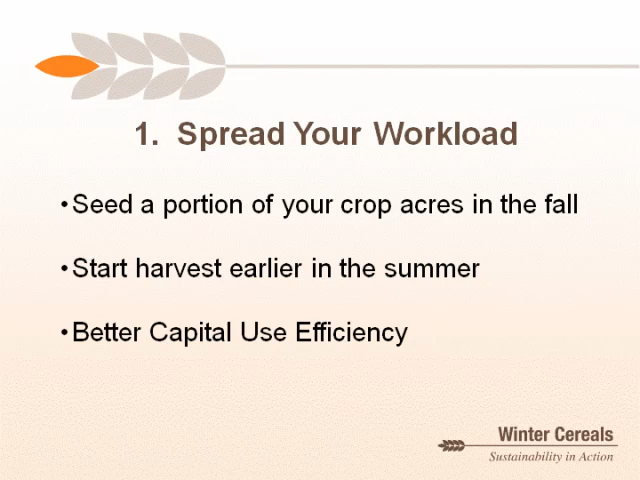 1. Spread Your Workload
•Seed a portion of your crop acres in the fall
•Start harvest earlier in the summer
•Better Capital Use Efficiency
Winter Cereals
Sustainability in Action